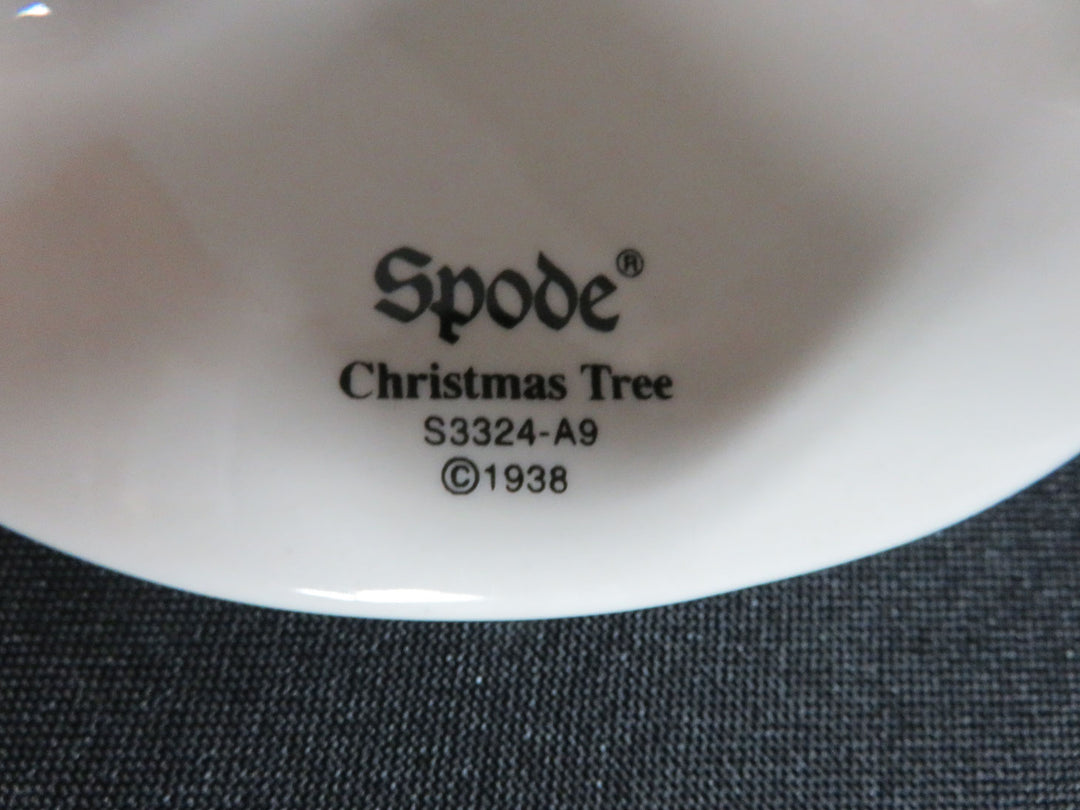 Spode®
Christmas Tree
S3324-A9
©1938